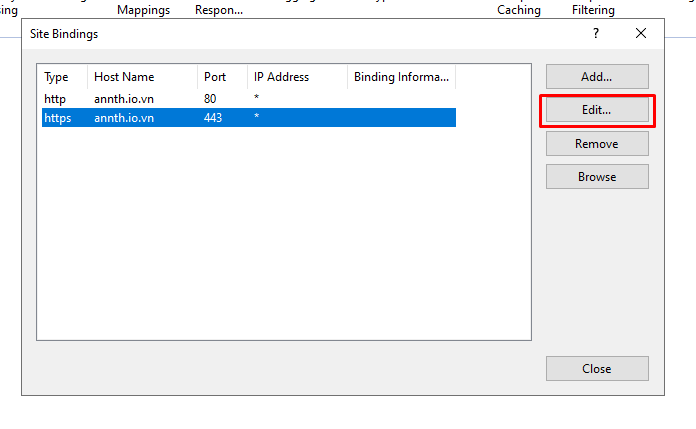 Mappings Respon... Caching Filtering
Site Bindings ?
Type Host Name Port IP Address Binding Informa... Add...
http annth.io.vn 80 *
https annth.io.vn 443 * Edit...
Remove
Browse
Close